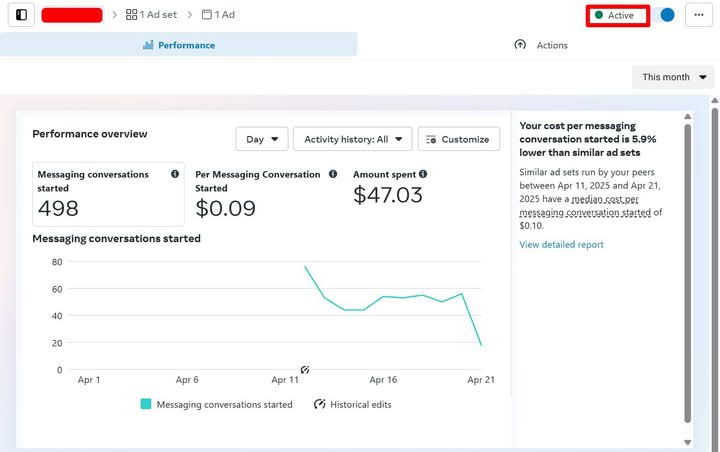 1 Ad set
1 Ad
Active
Performance
Actions
This month
Performance overview
Day
Activity history: All
Customize
Messaging conversations
started
498
Per Messaging Conversation
Started
$0.09
Amount spent
$47.03
Messaging conversations started
80
60
40
20
0
Apr 1
Apr 6
Apr 11
Apr 16
Apr 21
Messaging conversations started
Historical edits
Your cost per messaging
conversation started is 5.9%
lower than similar ad sets
Similar ad sets run by your peers
between Apr 11, 2025 and Apr 21,
2025 have a median cost per
messaging conversation started of
$0.10.
View detailed report